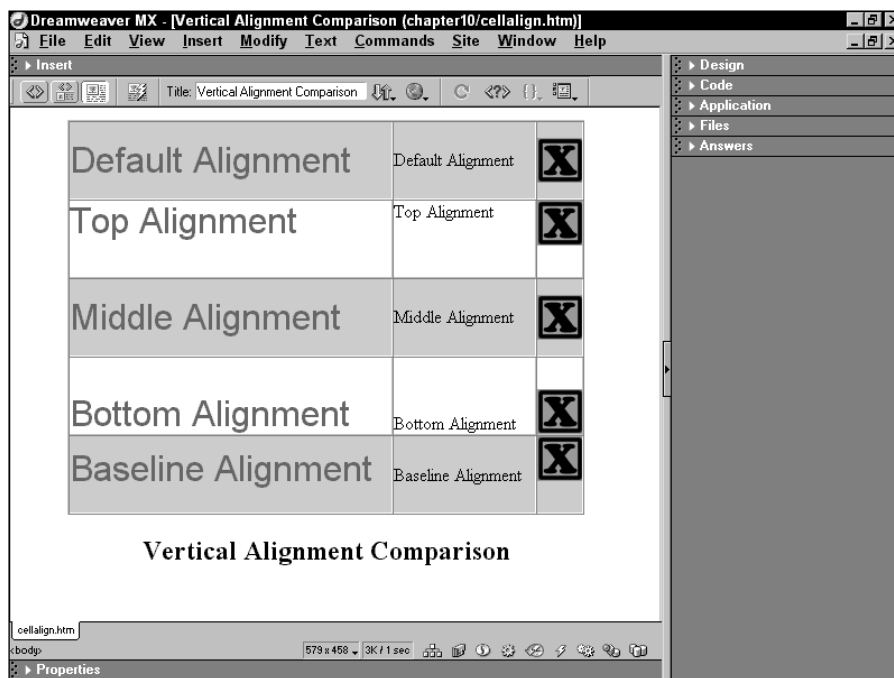 Dreamweaver MX - [Vertical Alignment Comparison (chapter10/cellalign.htm)]
File Edit View Insert Modify Text Commands Site Window Help
Insert
Title: Vertical Alignment Comparison
Design
Code
Application
Files
Answers
Default Alignment Default Alignment X
Top Alignment Top Alignment X
Middle Alignment Middle Alignment X
Bottom Alignment Bottom Alignment X
Baseline Alignment Baseline Alignment X
Vertical Alignment Comparison
cellalign.htm
<body> 579 x 458 3K / 1 sec
Properties